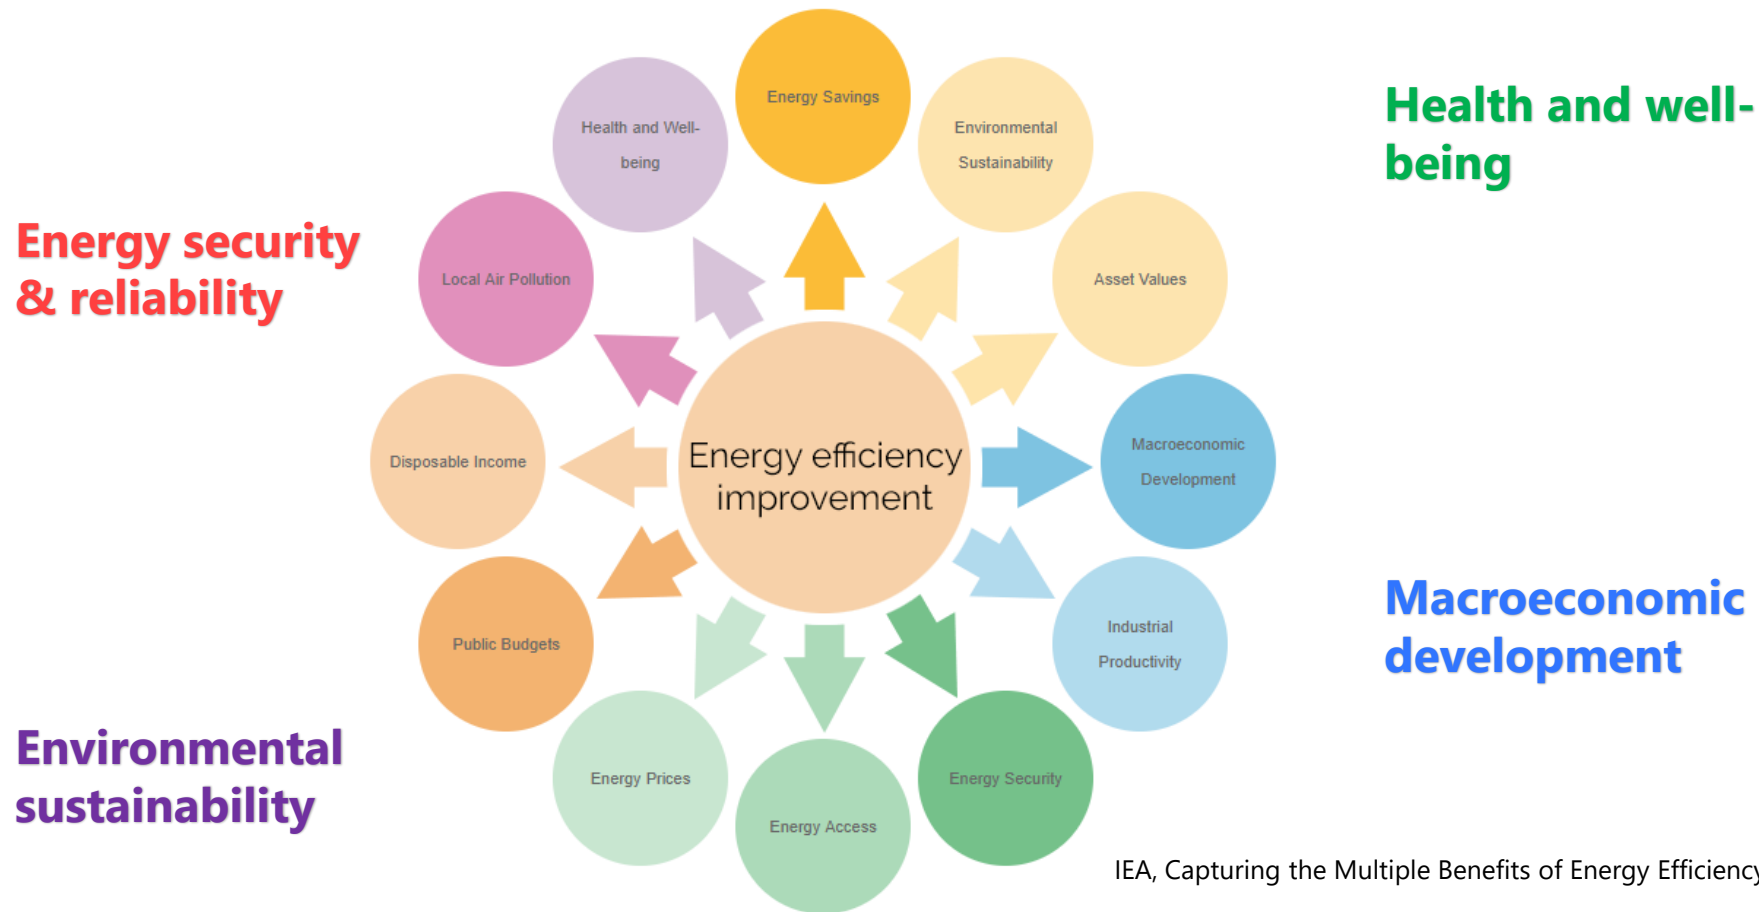 Energy Savings
Health and Well-
being
Environmental
Sustainability
Health and well-
being
Energy security
& reliability
Local Air Pollution
Asset Values
Disposable Income
Energy efficiency
improvement
Macroeconomic
Development
Public Budgets
Industrial
Productivity
Macroeconomic
development
Environmental
sustainability
Energy Prices
Energy Access
Energy Security
IEA, Capturing the Multiple Benefits of Energy Efficiency